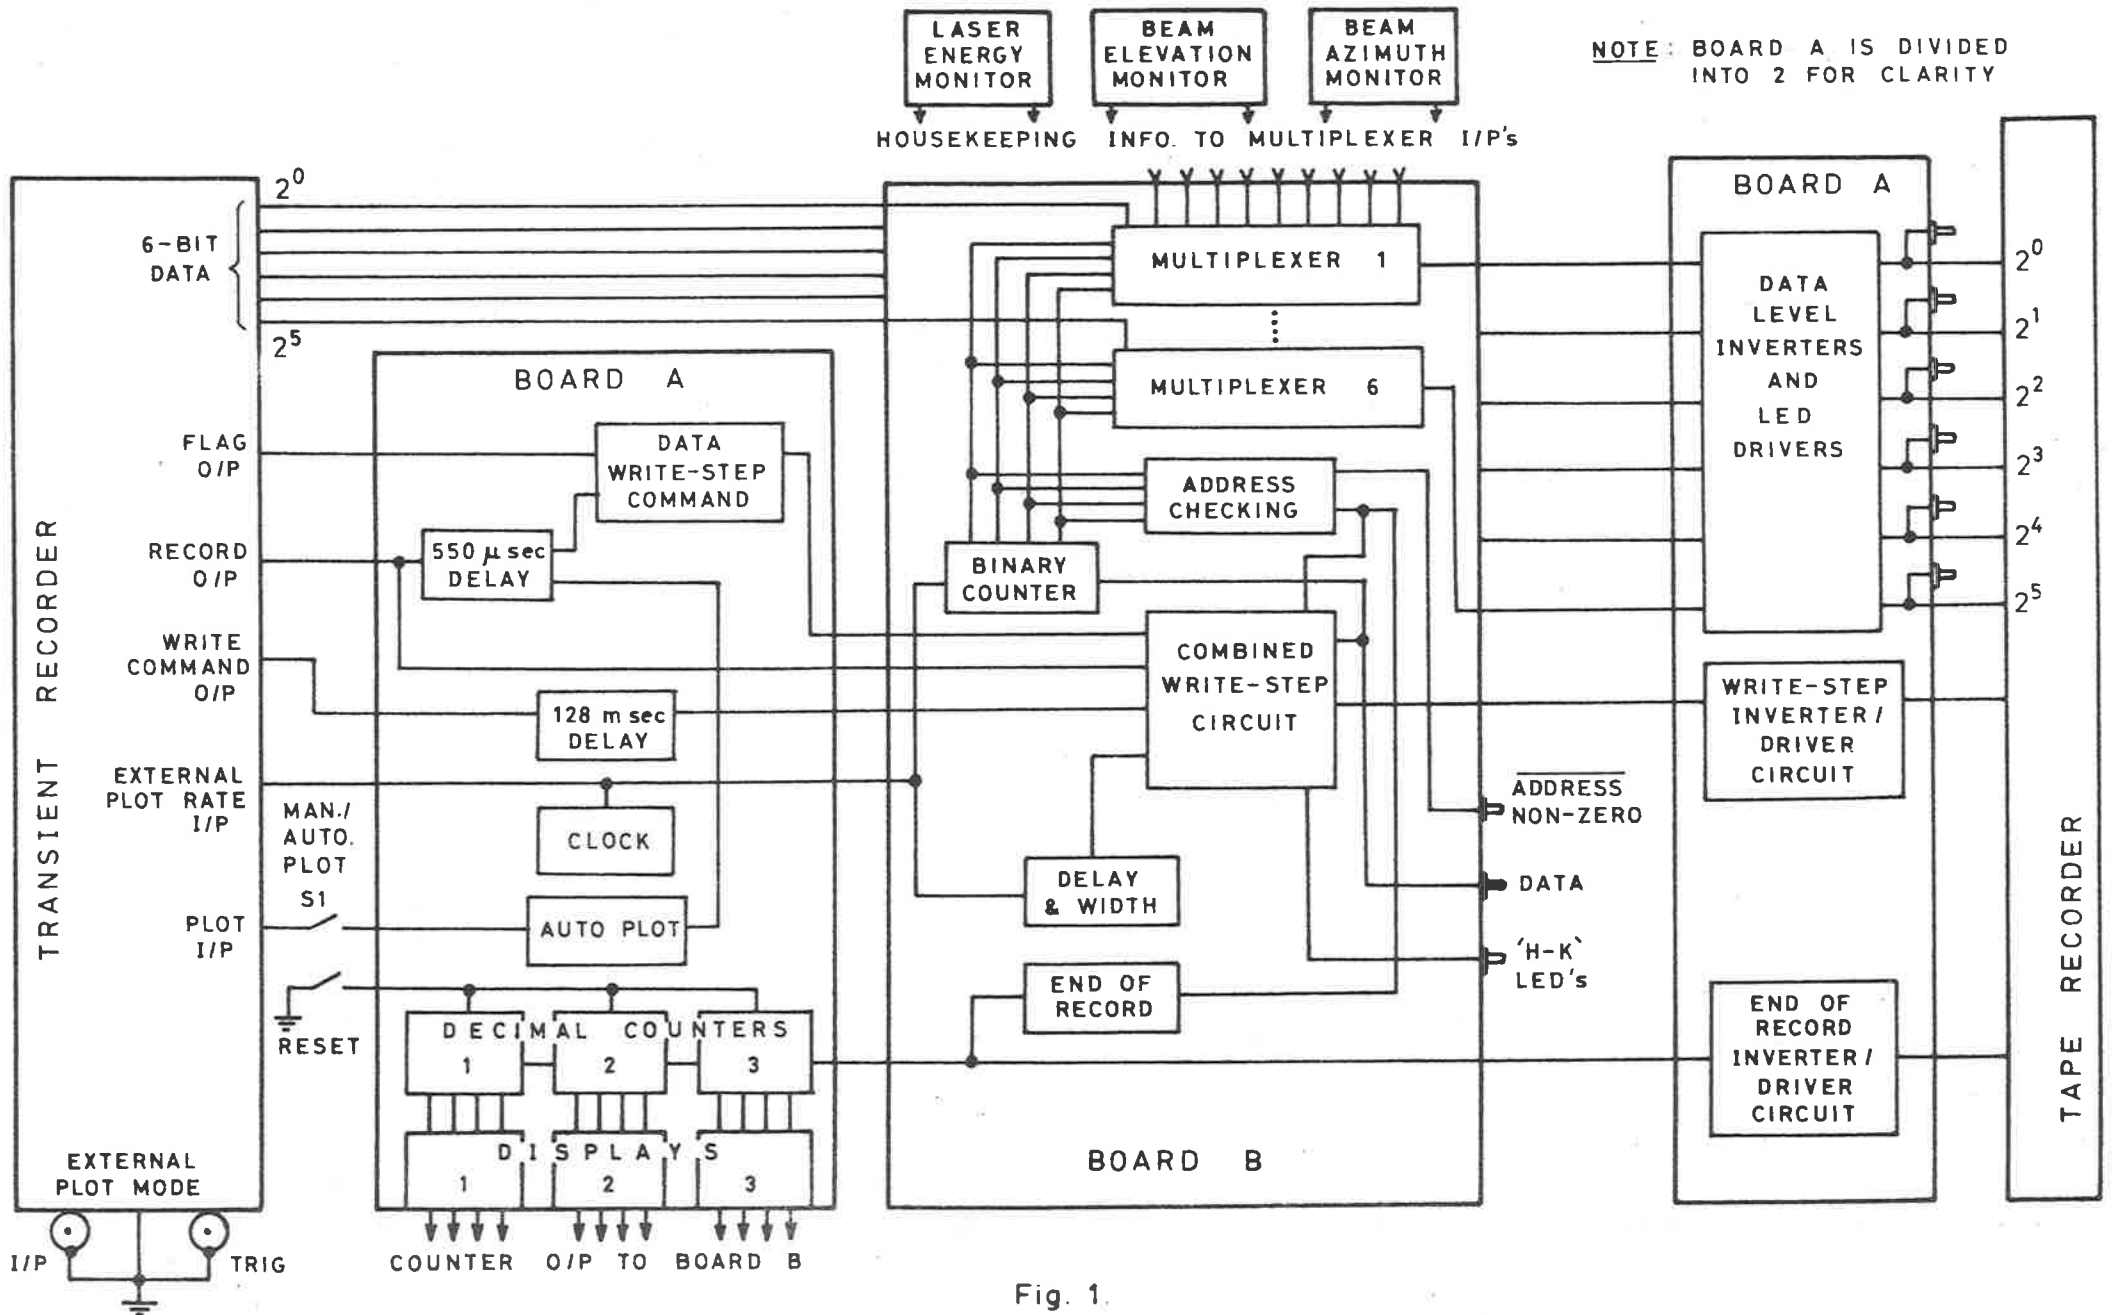 LASER
ENERGY
MONITOR
BEAM
ELEVATION
MONITOR
BEAM
AZIMUTH
MONITOR
NOTE: BOARD A IS DIVIDED
INTO 2 FOR CLARITY
HOUSEKEEPING INFO. TO MULTIPLEXER I/P's
TRANSIENT RECORDER
2⁰
6-BIT
DATA
2⁵
FLAG
O/P
RECORD
O/P
WRITE
COMMAND
O/P
EXTERNAL
PLOT RATE
I/P
MAN./
AUTO.
PLOT
S1
PLOT
I/P
RESET
EXTERNAL
PLOT MODE
I/P
TRIG
BOARD A
DATA
WRITE-STEP
COMMAND
550 μsec
DELAY
128 m sec
DELAY
CLOCK
AUTO PLOT
DECIMAL COUNTERS
1 2 3
DISPLAYS
1 2 3
COUNTER O/P TO BOARD B
MULTIPLEXER 1
MULTIPLEXER 6
ADDRESS
CHECKING
BINARY
COUNTER
COMBINED
WRITE-STEP
CIRCUIT
DELAY
& WIDTH
END OF
RECORD
BOARD B
ADDRESS
NON-ZERO
DATA
'H-K'
LED's
BOARD A
DATA
LEVEL
INVERTERS
AND
LED
DRIVERS
WRITE-STEP
INVERTER/
DRIVER
CIRCUIT
END OF
RECORD
INVERTER/
DRIVER
CIRCUIT
2⁰
2¹
2²
2³
2⁴
2⁵
TAPE RECORDER
Fig. 1.